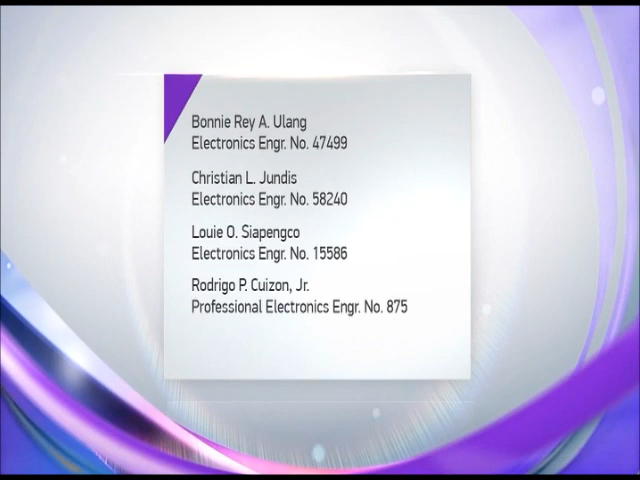 Bonnie Rey A. Ulang
Electronics Engr. No. 47499
Christian L. Jundis
Electronics Engr. No. 58240
Louie O. Siapengco
Electronics Engr. No. 15586
Rodrigo P. Cuizon, Jr.
Professional Electronics Engr. No. 875